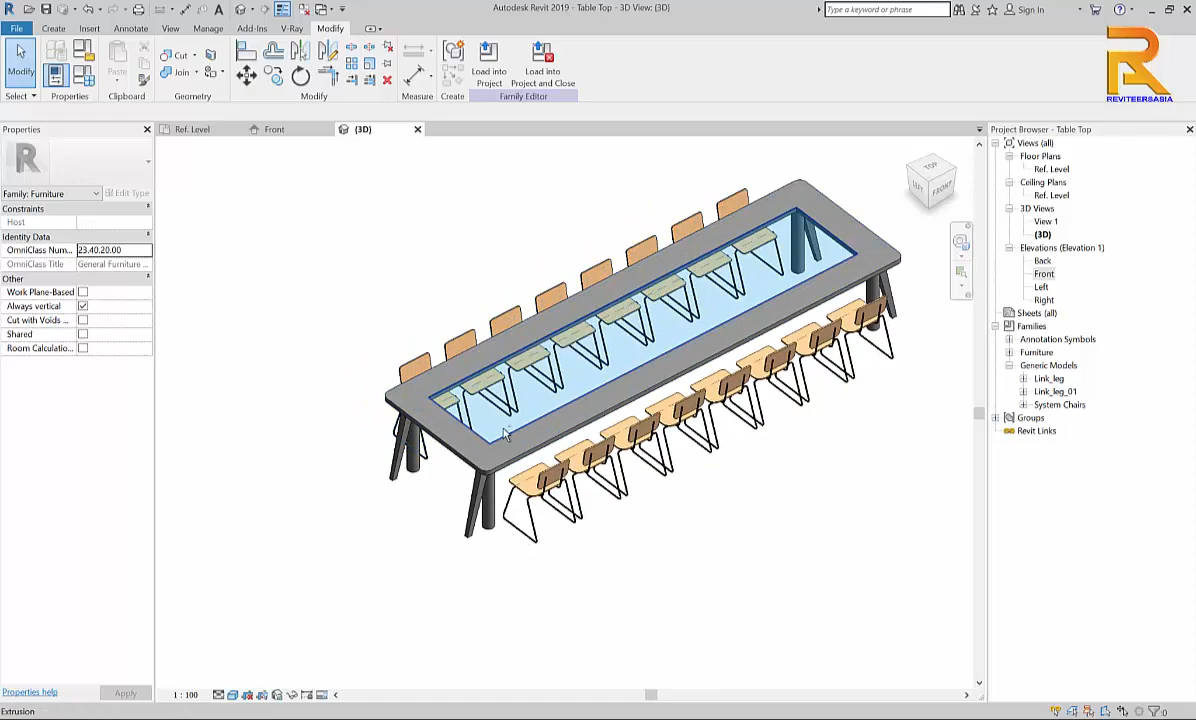 Autodesk Revit 2019 - Table Top - 3D View: {3D}
Type a keyword or phrase
Sign In
File
Create
Insert
Annotate
View
Manage
Add-Ins
V-Ray
Modify
Modify
Paste
Cut
Join
Load into
Project
Load into
Project and Close
Select
Properties
Clipboard
Geometry
Modify
Measure
Create
Family Editor
REVITEERSASIA
Properties
Family: Furniture
Edit Type
Constraints
Host
Identity Data
OmniClass Num...
23.40.20.00
OmniClass Title
General Furniture ...
Other
Work Plane-Based
Always vertical
Cut with Voids ...
Shared
Room Calculatio...
Properties help
Apply
Ref. Level
Front
{3D}
TOP
LEFT
FRONT
Project Browser - Table Top
Views (all)
Floor Plans
Ref. Level
Ceiling Plans
Ref. Level
3D Views
View 1
{3D}
Elevations (Elevation 1)
Back
Front
Left
Right
Sheets (all)
Families
Annotation Symbols
Furniture
Generic Models
Link_leg
Link_leg_01
System Chairs
Groups
Revit Links
1 : 100
Extrusion
:0